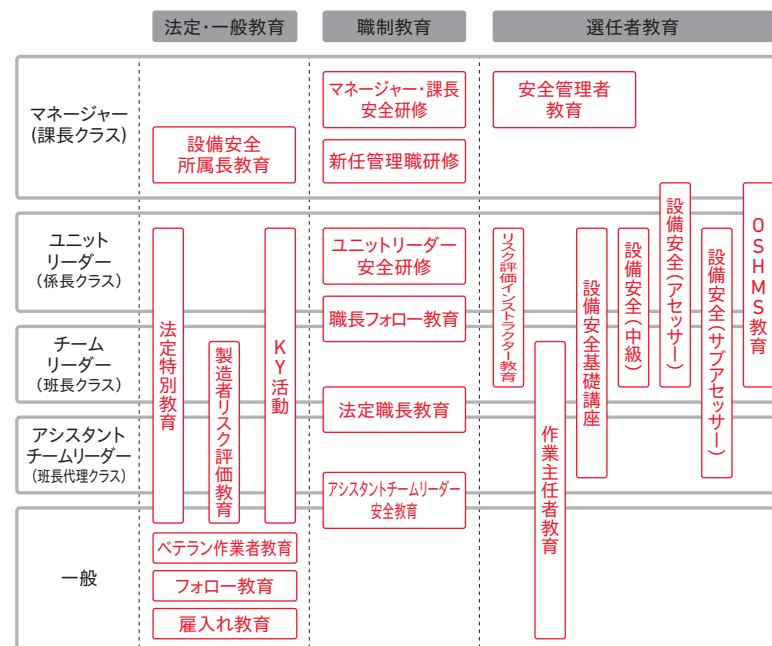 法定・一般教育
職制教育
選任者教育
マネージャー
(課長クラス)
設備安全
所属長教育
マネージャー・課長
安全研修
新任管理職研修
安全管理者
教育
ユニット
リーダー
(係長クラス)
チーム
リーダー
(班長クラス)
アシスタント
チームリーダー
(班長代理クラス)
一般
法定特別教育
製造者リスク評価教育
KY活動
ベテラン作業者教育
フォロー教育
雇入れ教育
ユニットリーダー
安全研修
職長フォロー教育
法定職長教育
アシスタントチームリーダー
安全教育
リスク評価インストラクター教育
作業主任者教育
設備安全基礎講座
設備安全(中級)
設備安全(アセッサー)
設備安全(サブアセッサー)
OSHMS教育